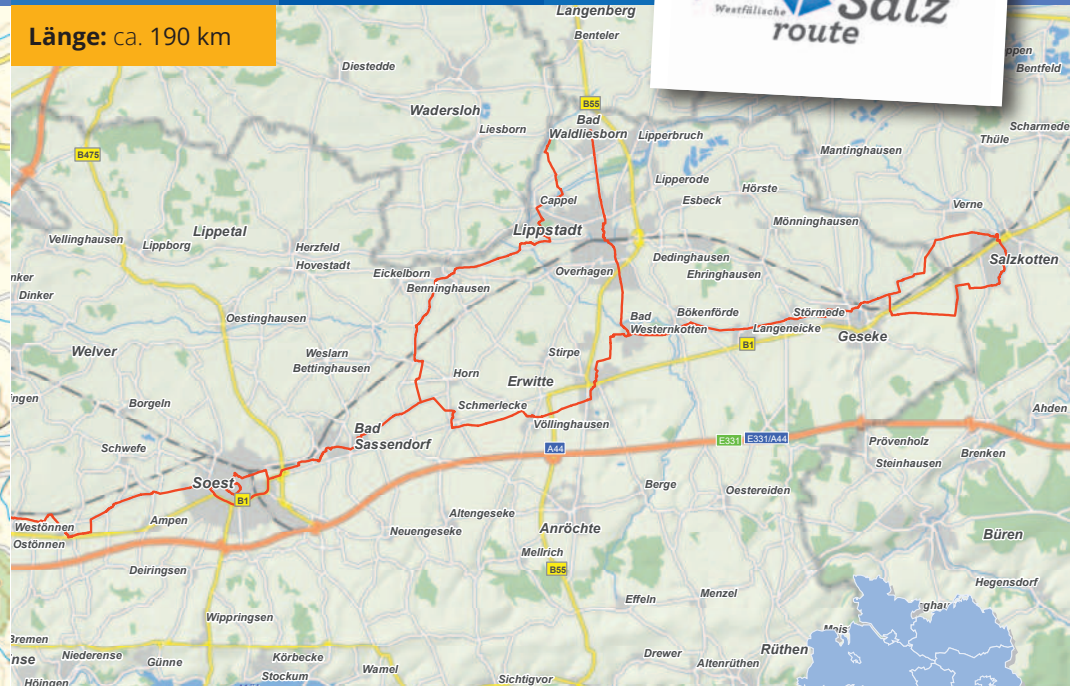 Länge: ca. 190 km
Westfälische Salz
route
Langenberg
Benteler
Diestedde
Bentfeld
Wadersloh
B55
Bad
Waldliesborn
Liesborn
Lipperbruch
Scharmede
Thüle
Mantinghausen
B475
Lipperode
Hörste
Cappel
Esbeck
Verne
Mönninghausen
Lippstadt
Lippetal
Vellinghausen
Lippborg
Herzfeld
Hovestadt
Dedinghausen
Salzkotten
Eickelborn
Overhagen
Ehringhausen
Benninghausen
Dinker
Oestinghausen
Bad
Westernkotten
Bökenförde
Störmede
Langeneicke
Geseke
B1
Welver
Weslarn
Bettinghausen
Stirpe
Horn
Erwitte
Borgeln
Schmerlecke
Ahden
Völlinghausen
Bad
Sassendorf
Schwefe
A44
E331
E331/A44
Prövenholz
Brenken
Steinhausen
Soest
B1
Berge
Oestereiden
Westönnen
Ampen
Altengeseke
Neuengeseke
Anröchte
Büren
Ostönnen
Mellrich
B55
Deiringsen
Hegensdorf
Menzel
Effeln
Wippringsen
Bremen
Niederense
Günne
Körbecke
Stockum
Wamel
Drewer
Altenrüthen
Rüthen
Sichtigvor
Höingen